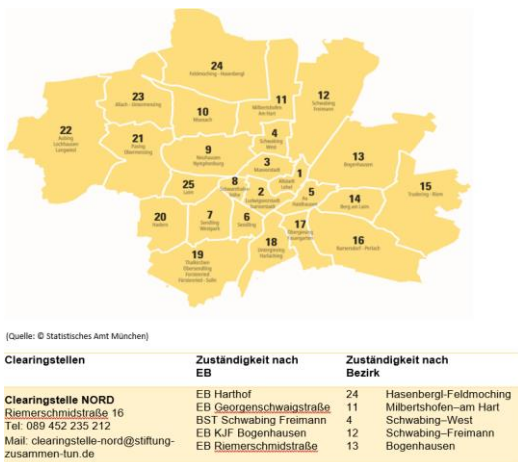 24
Feldmoching - Hasenbergl
23
Allach - Untermenzing
11
Milbertshofen
Am Hart
12
Schwabing
Freimann
10
Moosach
22
Aubing
Lochhausen
Langwied
21
Pasing
Obermenzing
4
Schwabing
West
9
Neuhausen
Nymphenburg
13
Bogenhausen
3
Maxvorstadt
1
Altstadt
Lehel
25
Laim
8
2
5
Au
Haidhausen
14
Berg am Laim
15
Trudering - Riem
20
Hadern
7
Sendling
Westpark
6
Sendling
17
Obergiesing
18
Untergiesing
Harlaching
16
Ramersdorf - Perlach
19
Thalkirchen
Obersendling
Forstenried
Fürstenried - Solln
(Quelle: © Statistisches Amt München)
Clearingstellen Zuständigkeit nach EB Zuständigkeit nach Bezirk
Clearingstelle NORD
Riemerschmidstraße 16
Tel: 089 452 235 212
Mail: clearingstelle-nord@stiftung-
zusammen-tun.de
EB Harthof 24 Hasenbergl-Feldmoching
EB Georgenschwaigstraße 11 Milbertshofen–am Hart
BST Schwabing Freimann 4 Schwabing–West
EB KJF Bogenhausen 12 Schwabing–Freimann
EB Riemerschmidstraße 13 Bogenhausen